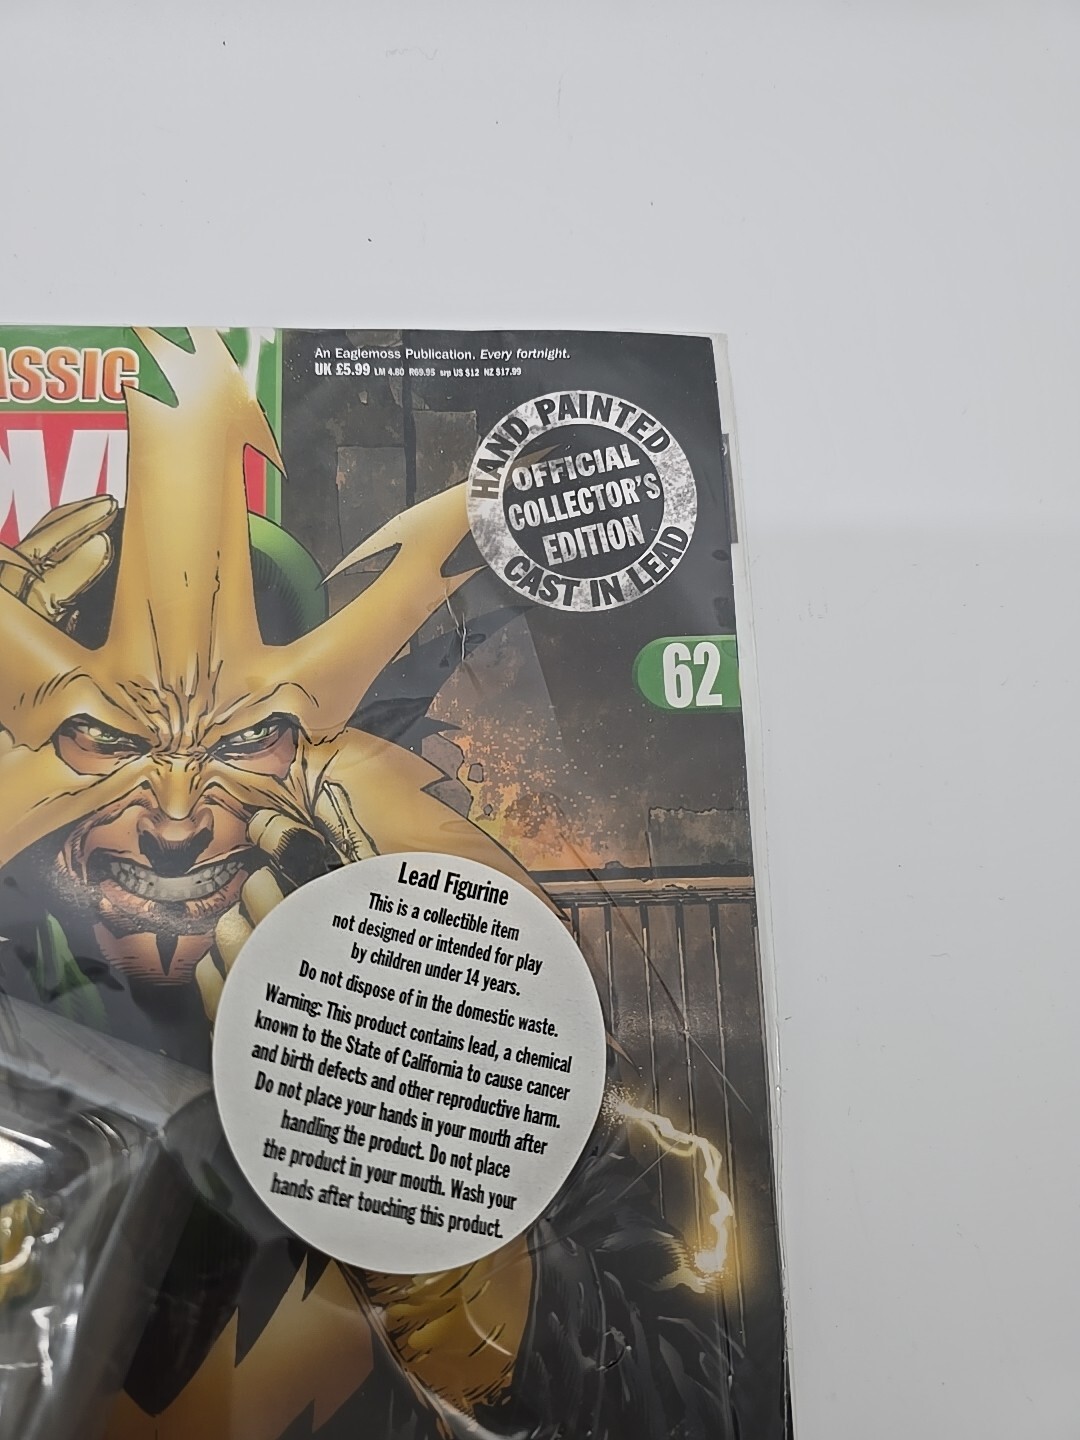 ASSIC
An Eaglemoss Publication. Every fortnight.
UK £5.99 LM 4.80 R69.95 srp US $12 NZ $17.99
HAND PAINTED
OFFICIAL
COLLECTOR'S
EDITION
CAST IN LEAD
62
Lead Figurine
This is a collectible item
not designed or intended for play
by children under 14 years.
Do not dispose of in the domestic waste.
Warning: This product contains lead, a chemical
known to the State of California to cause cancer
and birth defects and other reproductive harm.
Do not place your hands in your mouth after
handling the product. Do not place
the product in your mouth. Wash your
hands after touching this product.